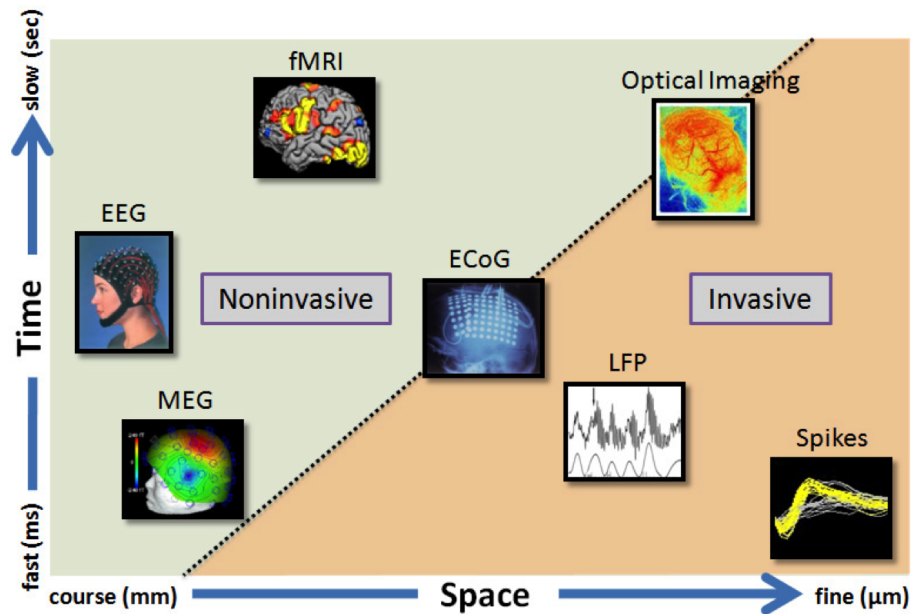 slow (sec)
Time
fast (ms)
fMRI
Optical Imaging
EEG
ECoG
Noninvasive
Invasive
LFP
MEG
Spikes
course (mm)
Space
fine (µm)